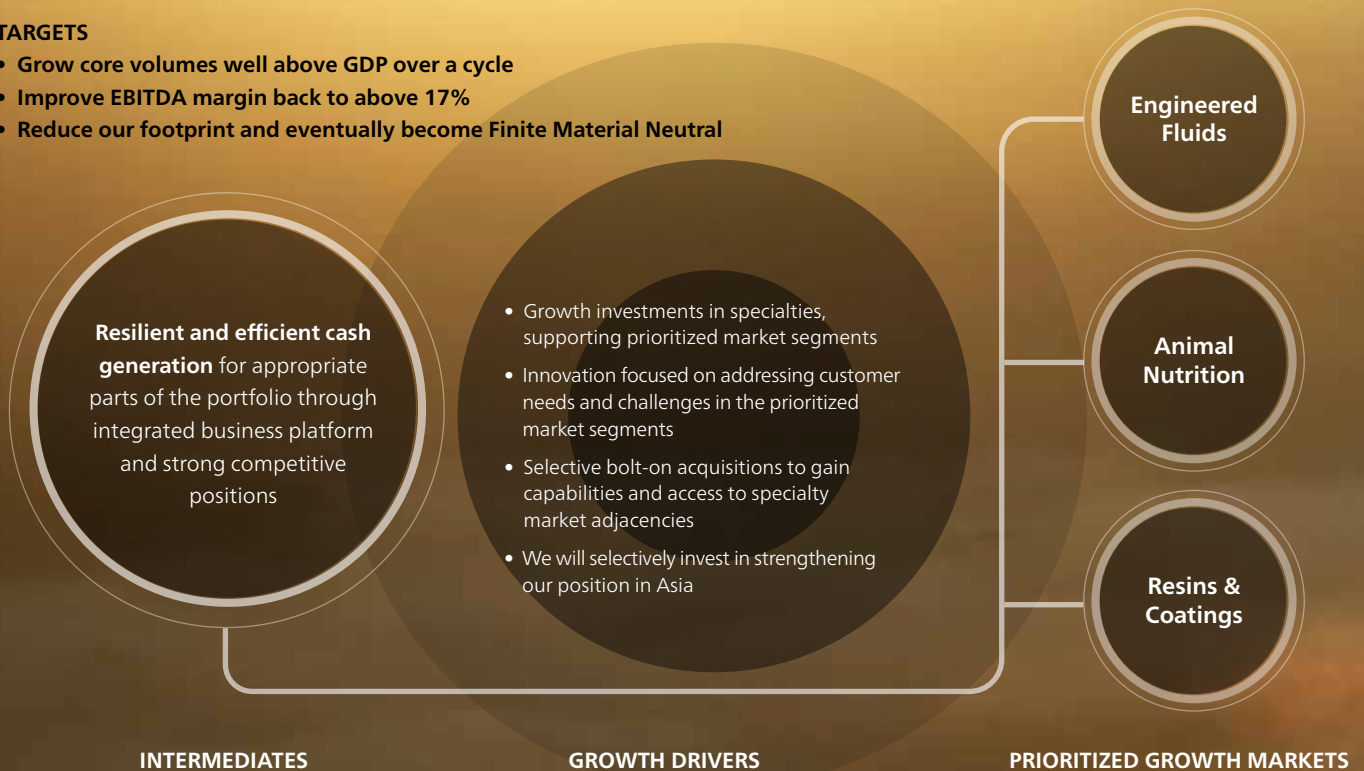 TARGETS
• Grow core volumes well above GDP over a cycle
• Improve EBITDA margin back to above 17%
• Reduce our footprint and eventually become Finite Material Neutral
Resilient and efficient cash
generation for appropriate
parts of the portfolio through
integrated business platform
and strong competitive
positions
• Growth investments in specialties,
supporting prioritized market segments
• Innovation focused on addressing customer
needs and challenges in the prioritized
market segments
• Selective bolt-on acquisitions to gain
capabilities and access to specialty
market adjacencies
• We will selectively invest in strengthening
our position in Asia
Engineered
Fluids
Animal
Nutrition
Resins &
Coatings
INTERMEDIATES
GROWTH DRIVERS
PRIORITIZED GROWTH MARKETS